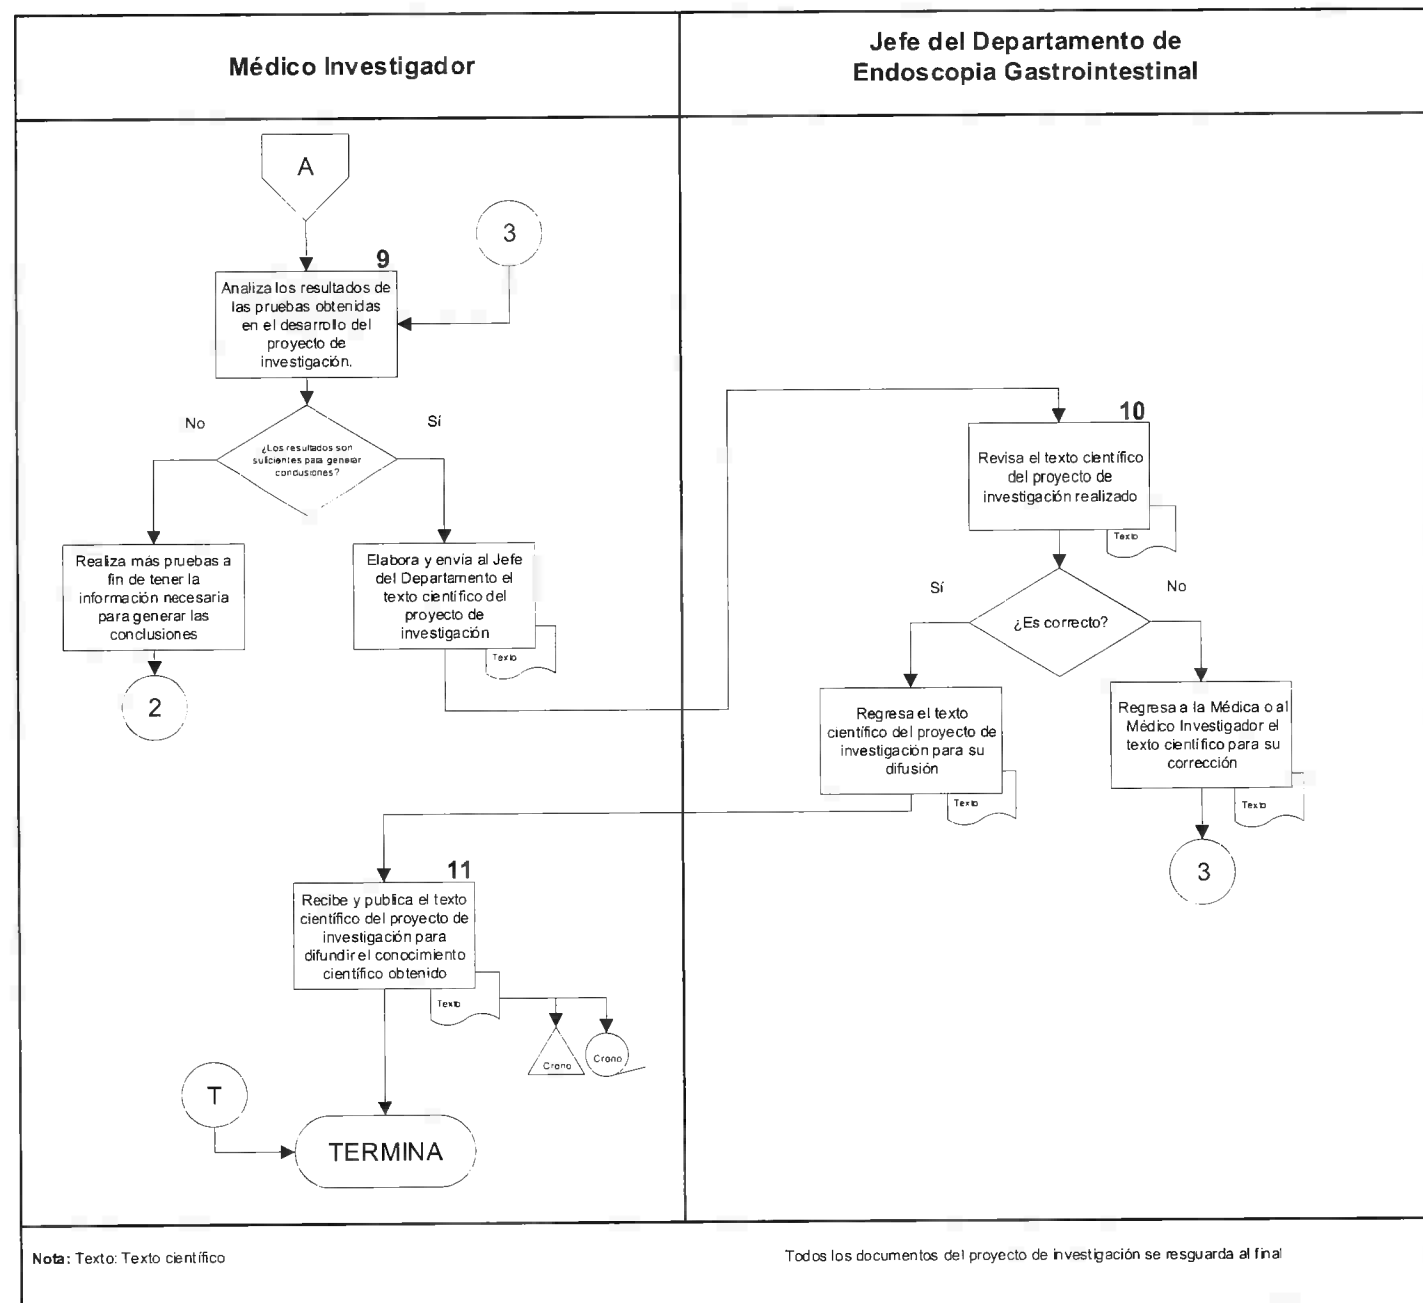 Médico Investigador
Jefe del Departamento de
Endoscopia Gastrointestinal
A
3
9
Analiza los resultados de
las pruebas obtenidas
en el desarrollo del
proyecto de
investigación.
No
Sí
¿Los resultados son
suficientes para generar
conclusiones?
Realiza más pruebas a
fin de tener la
información necesaria
para generar las
conclusiones
2
Elabora y envía al Jefe
del Departamento el
texto científico del
proyecto de
investigación
Texto
10
Revisa el texto científico
del proyecto de
investigación realizado
Texto
Sí
No
¿Es correcto?
Regresa el texto
científico del proyecto de
investigación para su
difusión
Texto
Regresa a la Médica o al
Médico Investigador el
texto científico para su
corrección
Texto
3
11
Recibe y publica el texto
científico del proyecto de
investigación para
difundir el conocimiento
científico obtenido
Texto
Crono
Crono
T
TERMINA
Nota: Texto: Texto científico
Todos los documentos del proyecto de investigación se resguarda al final